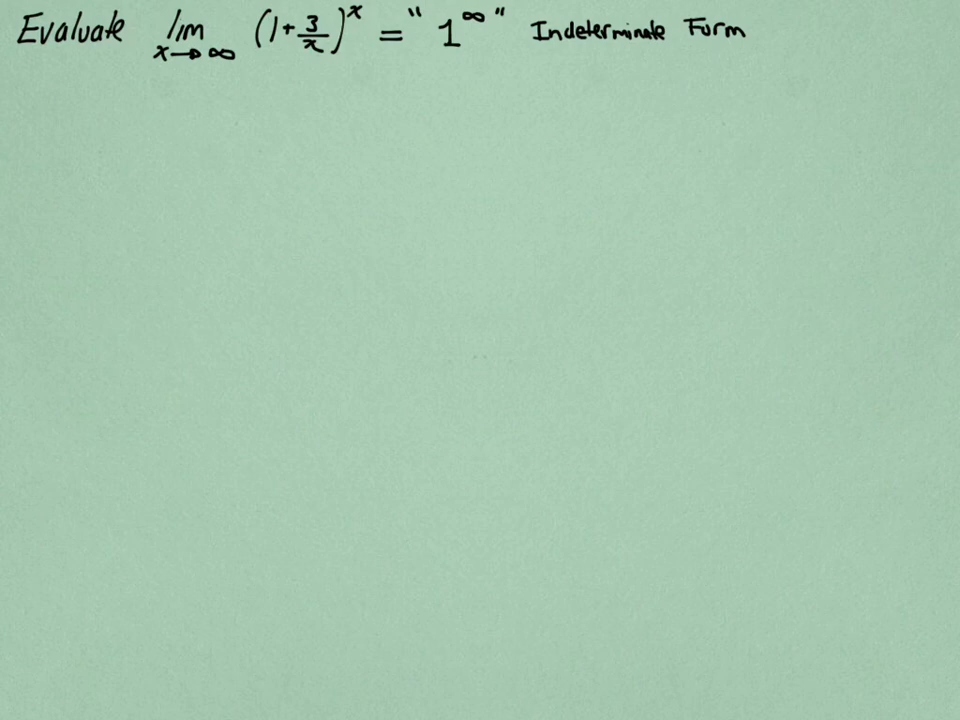 Evaluate lim x→∞ (1+3/x)^x = "1^∞" Indeterminate Form